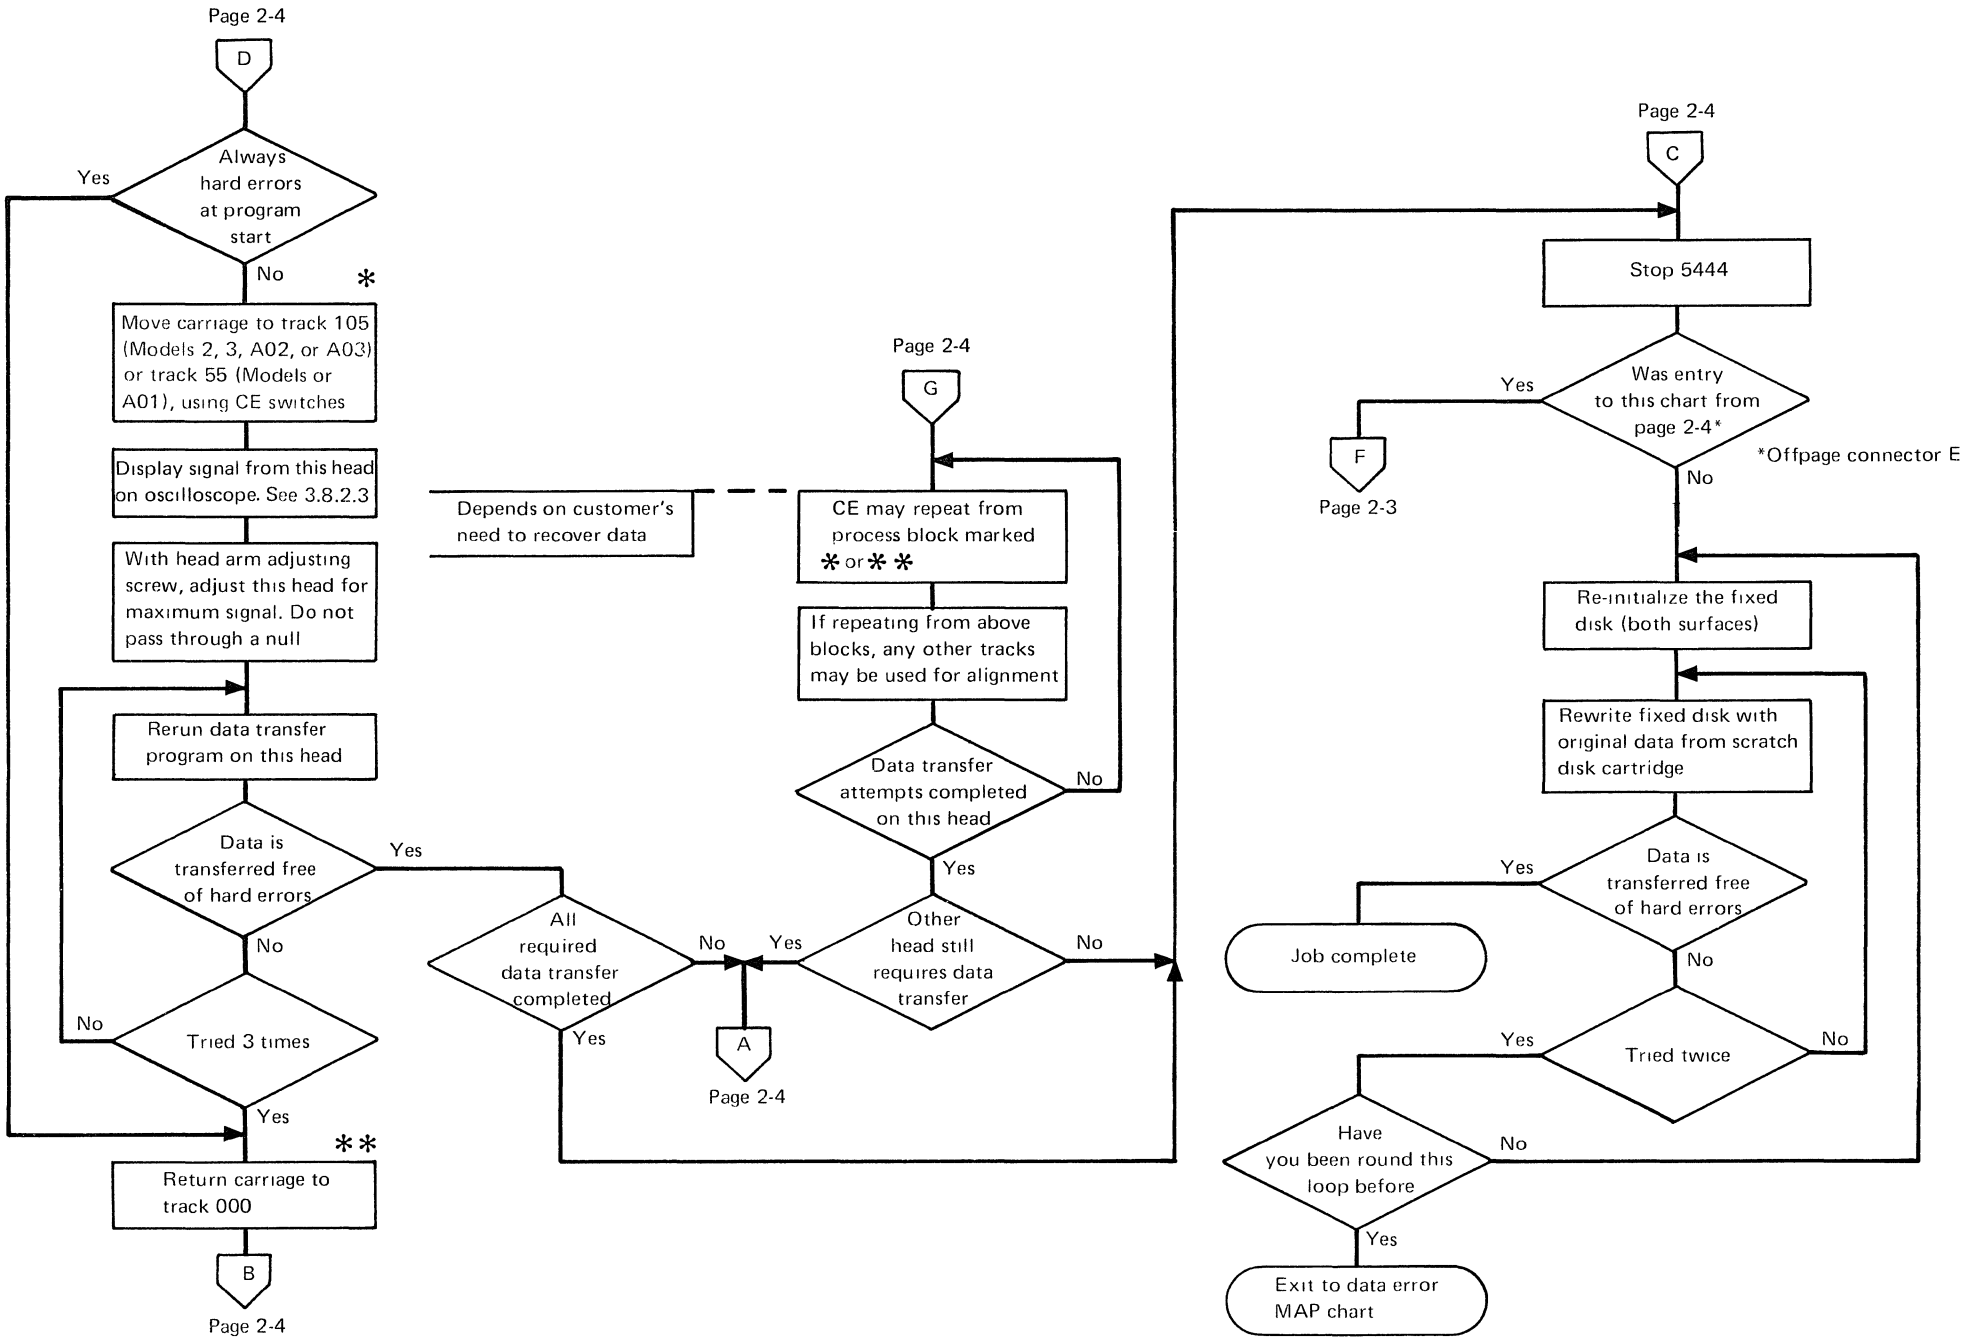 Page 2-4
D
Always
hard errors
at program
start
Yes
No
*
Move carriage to track 105
(Models 2, 3, A02, or A03)
or track 55 (Models or
A01), using CE switches
Display signal from this head
on oscilloscope. See 3.8.2.3
With head arm adjusting
screw, adjust this head for
maximum signal. Do not
pass through a null
Rerun data transfer
program on this head
Data is
transferred free
of hard errors
Yes
No
Tried 3 times
No
Yes
**
Return carriage to
track 000
B
Page 2-4
All
required
data transfer
completed
No
Yes
A
Page 2-4
Depends on customer's
need to recover data
Page 2-4
G
CE may repeat from
process block marked
* or * *
If repeating from above
blocks, any other tracks
may be used for alignment
Data transfer
attempts completed
on this head
No
Yes
Other
head still
requires data
transfer
Yes
No
Page 2-4
C
Stop 5444
Was entry
to this chart from
page 2-4*
Yes
No
*Offpage connector E
F
Page 2-3
Re-initialize the fixed
disk (both surfaces)
Rewrite fixed disk with
original data from scratch
disk cartridge
Data is
transferred free
of hard errors
Yes
No
Job complete
Tried twice
Yes
No
Have
you been round this
loop before
No
Yes
Exit to data error
MAP chart